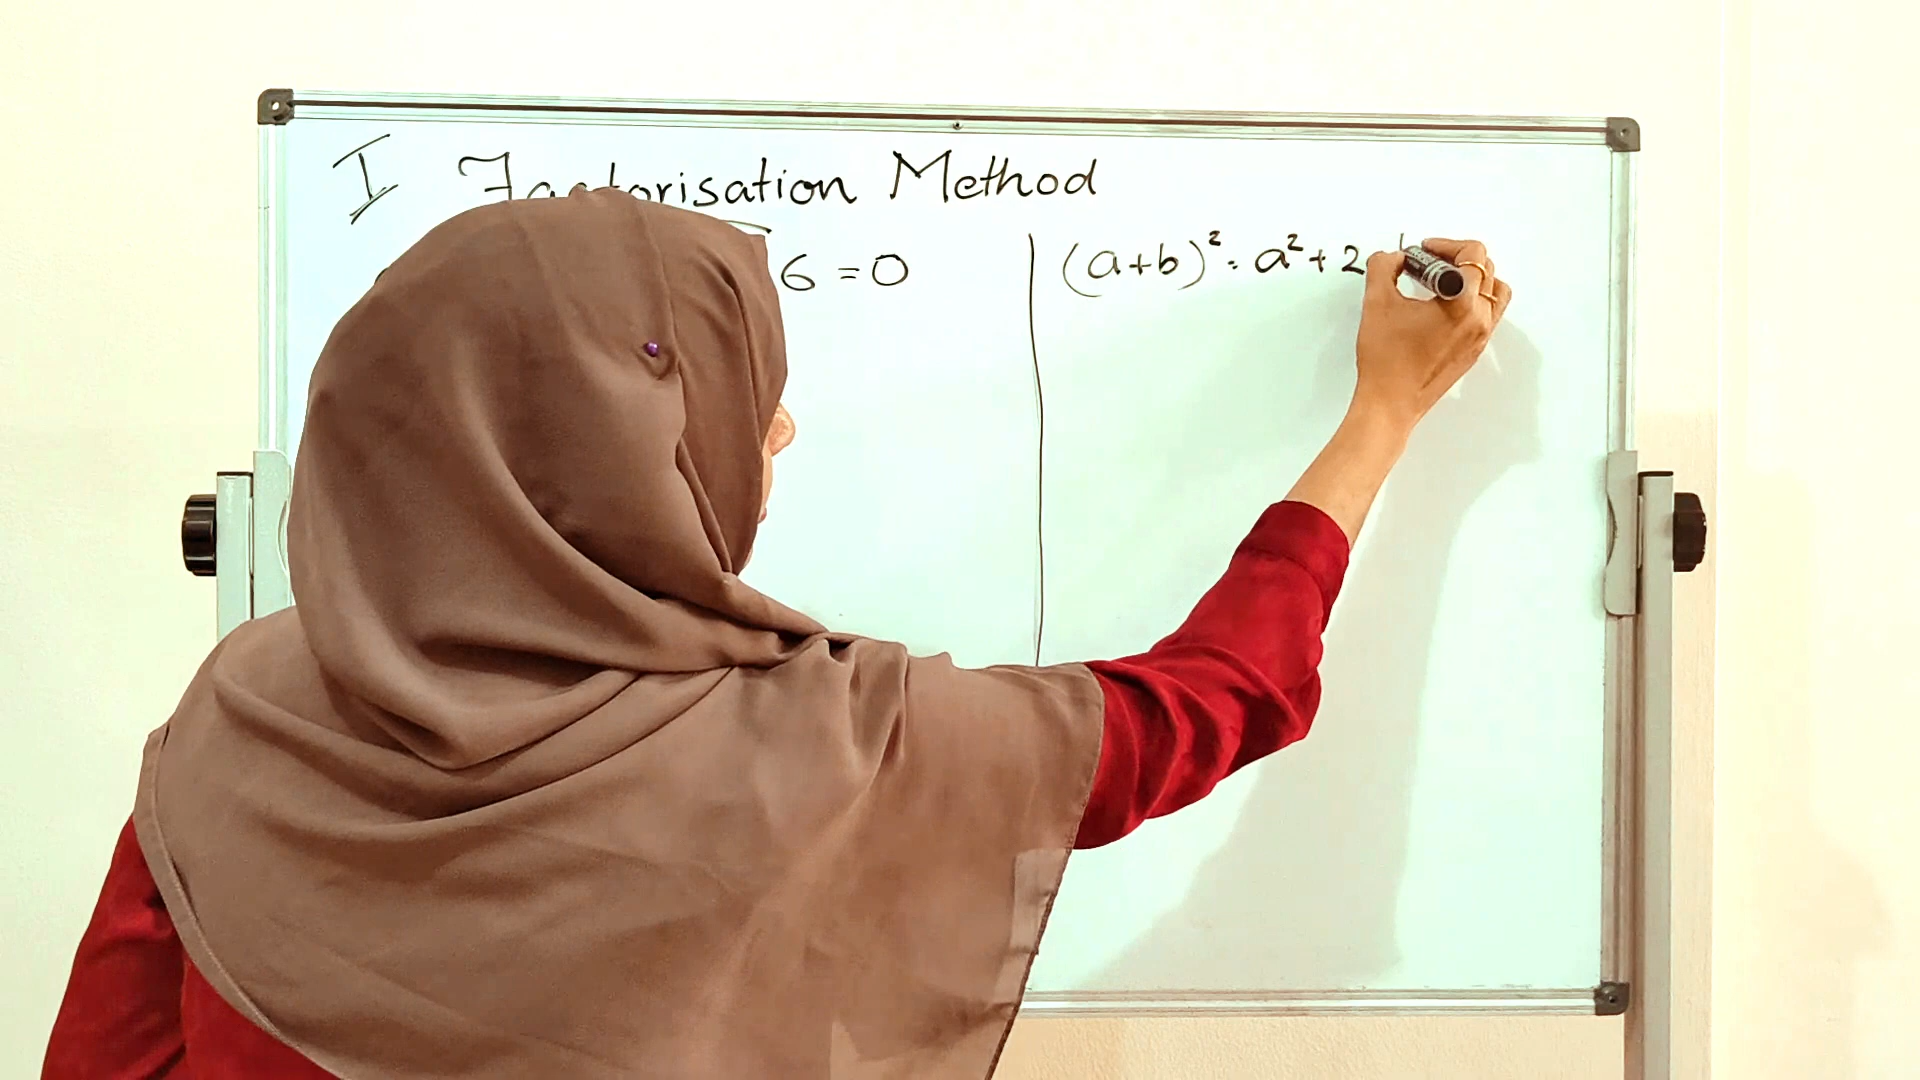 I Factorisation Method
6 = 0
(a+b)² = a² + 2